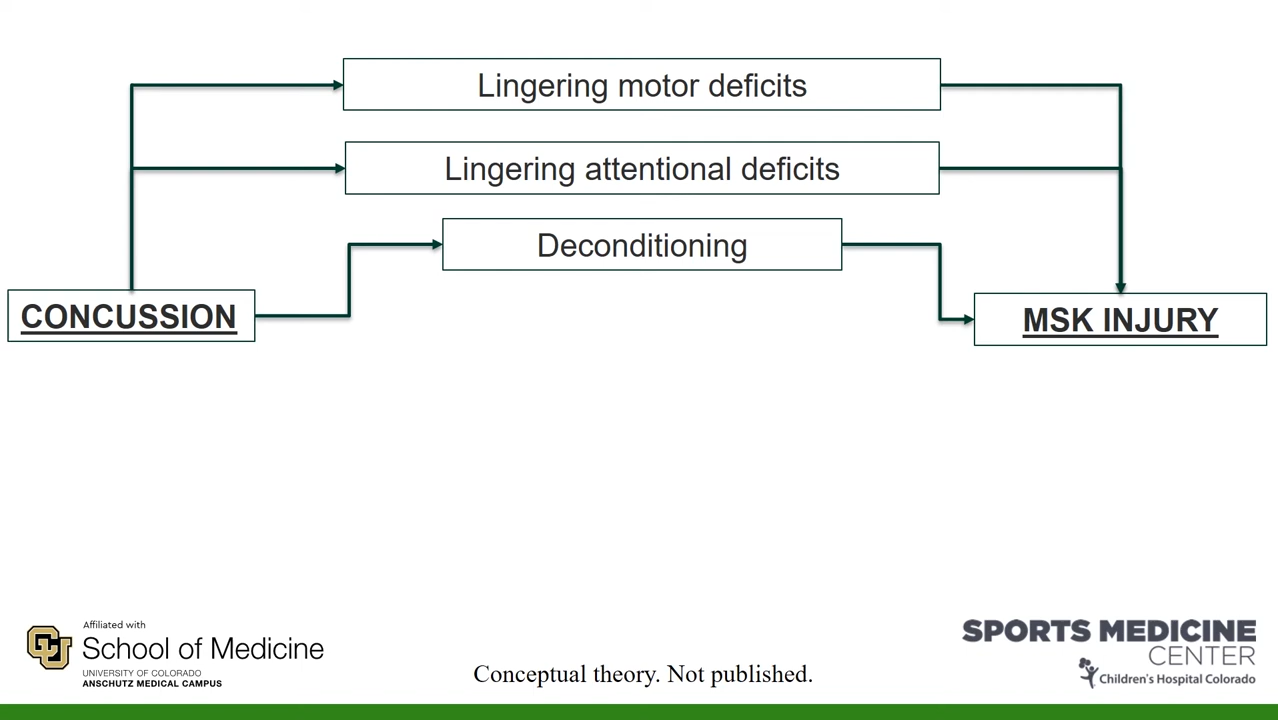 Lingering motor deficits
Lingering attentional deficits
Deconditioning
CONCUSSION
MSK INJURY
Affiliated with
CU
School of Medicine
UNIVERSITY OF COLORADO
ANSCHUTZ MEDICAL CAMPUS
Conceptual theory. Not published.
SPORTS MEDICINE
CENTER
Children's Hospital Colorado